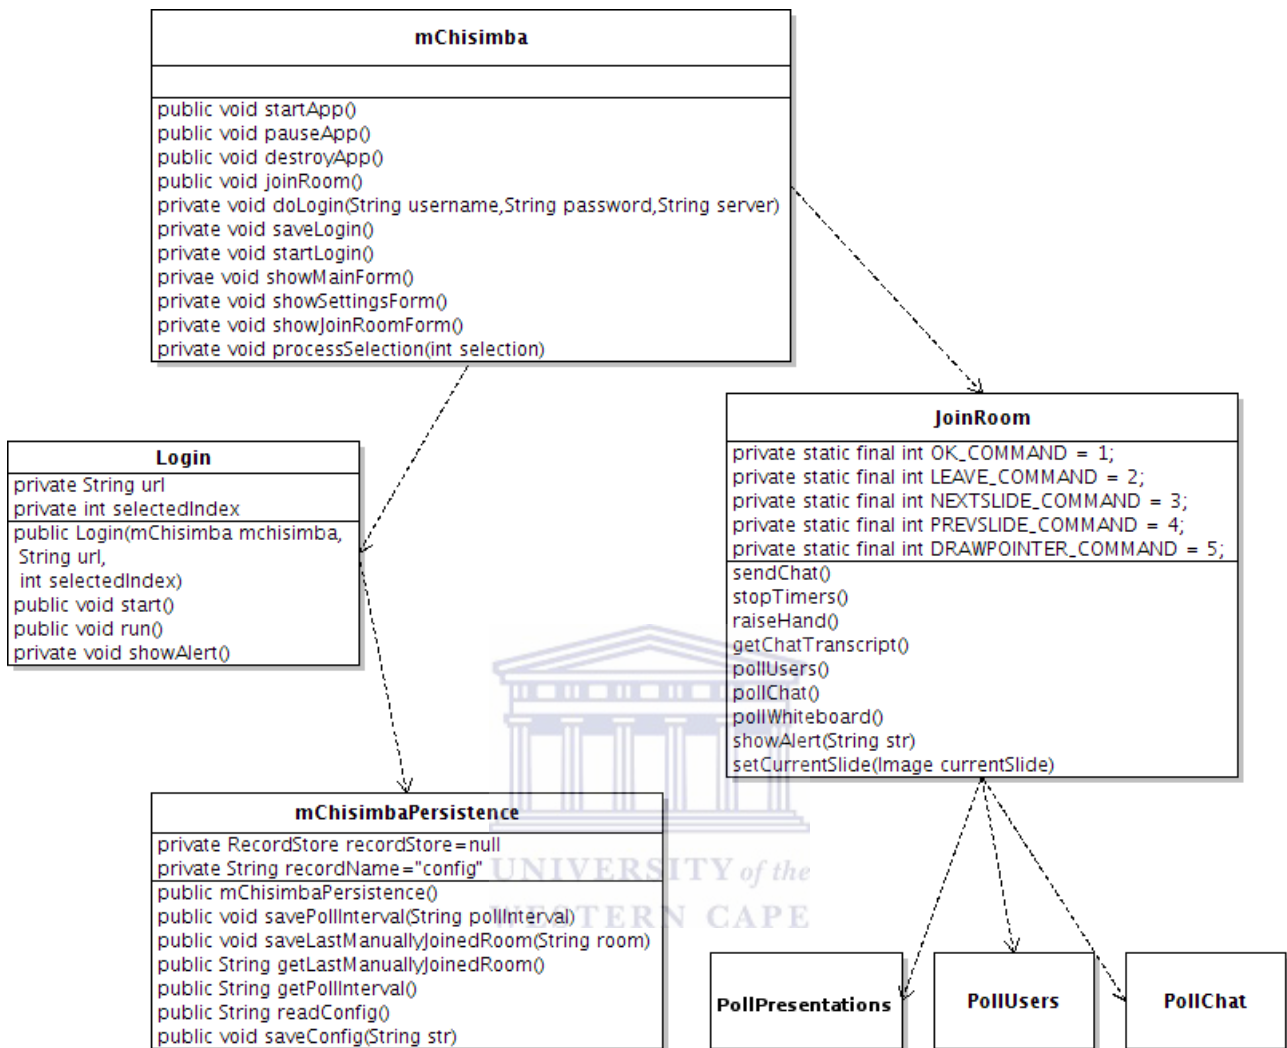 mChisimba
public void startApp()
public void pauseApp()
public void destroyApp()
public void joinRoom()
private void doLogin(String username,String password,String server)
private void saveLogin()
private void startLogin()
privae void showMainForm()
private void showSettingsForm()
private void showJoinRoomForm()
private void processSelection(int selection)
Login
private String url
private int selectedIndex
public Login(mChisimba mchisimba,
String url,
int selectedIndex)
public void start()
public void run()
private void showAlert()
JoinRoom
private static final int OK_COMMAND = 1;
private static final int LEAVE_COMMAND = 2;
private static final int NEXTSLIDE_COMMAND = 3;
private static final int PREVSLIDE_COMMAND = 4;
private static final int DRAWPOINTER_COMMAND = 5;
sendChat()
stopTimers()
raiseHand()
getChatTranscript()
pollUsers()
pollChat()
pollWhiteboard()
showAlert(String str)
setCurrentSlide(Image currentSlide)
mChisimbaPersistence
private RecordStore recordStore=null
private String recordName="config"
public mChisimbaPersistence()
public void savePollInterval(String pollInterval)
public void saveLastManuallyJoinedRoom(String room)
public String getLastManuallyJoinedRoom()
public String getPollInterval()
public String readConfig()
public void saveConfig(String str)
UNIVERSITY of the
WESTERN CAPE
PollPresentations
PollUsers
PollChat